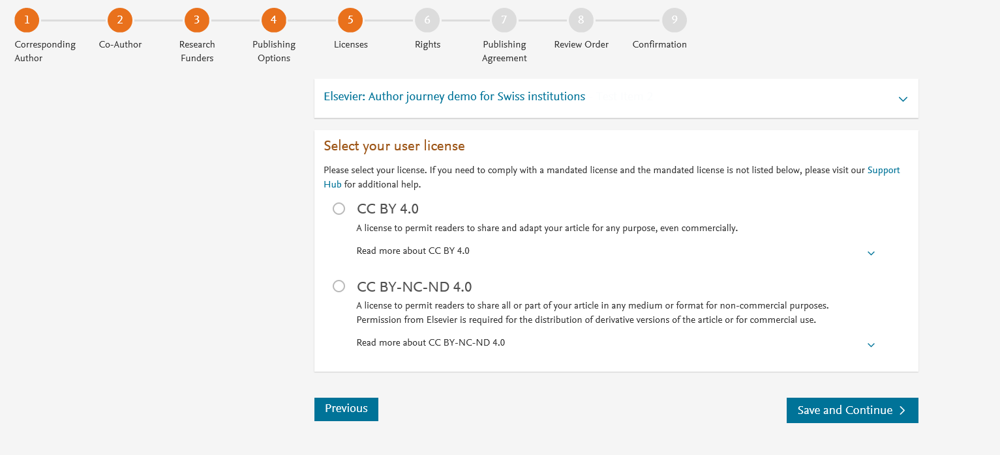 1 2 3 4 5 6 7 8 9
Corresponding Author
Co-Author
Research Funders
Publishing Options
Licenses
Rights
Publishing Agreement
Review Order
Confirmation
Elsevier: Author journey demo for Swiss institutions
Select your user license
Please select your license. If you need to comply with a mandated license and the mandated license is not listed below, please visit our Support
Hub for additional help.
CC BY 4.0
A license to permit readers to share and adapt your article for any purpose, even commercially.
Read more about CC BY 4.0
CC BY-NC-ND 4.0
A license to permit readers to share all or part of your article in any medium or format for non-commercial purposes.
Permission from Elsevier is required for the distribution of derivative versions of the article or for commercial use.
Read more about CC BY-NC-ND 4.0
Previous
Save and Continue